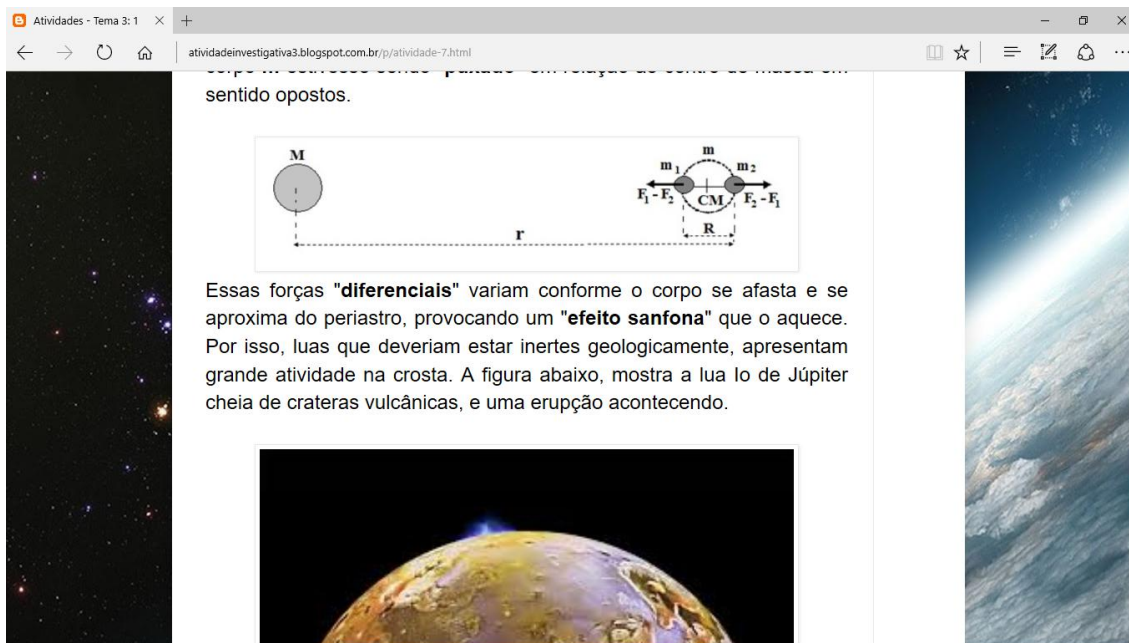 Atividades - Tema 3: 1
atividadeinvestigativa3.blogspot.com.br/p/atividade-7.html
sentido opostos.
M
m
m1
m2
F1 - F2
CM
F2 - F1
R
r
Essas forças "diferenciais" variam conforme o corpo se afasta e se
aproxima do periastro, provocando um "efeito sanfona" que o aquece.
Por isso, luas que deveriam estar inertes geologicamente, apresentam
grande atividade na crosta. A figura abaixo, mostra a lua Io de Júpiter
cheia de crateras vulcânicas, e uma erupção acontecendo.